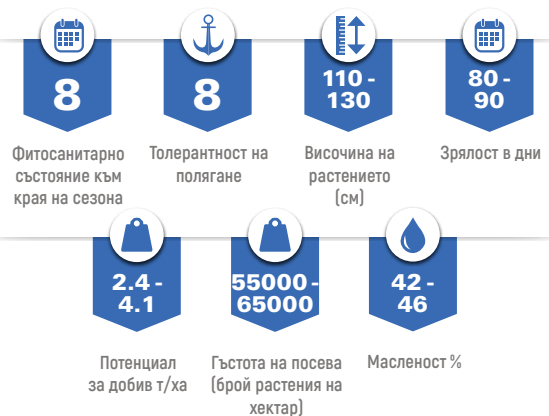 8
Фитосанитарно
състояние към
края на сезона
8
Толерантност на
полягане
110 -
130
Височина на
растението
(см)
80 -
90
Зрялост в дни
2.4 -
4.1
Потенциал
за добив т/ха
55000 -
65000
Гъстота на посева
(брой растения на
хектар)
42 -
46
Масленост %